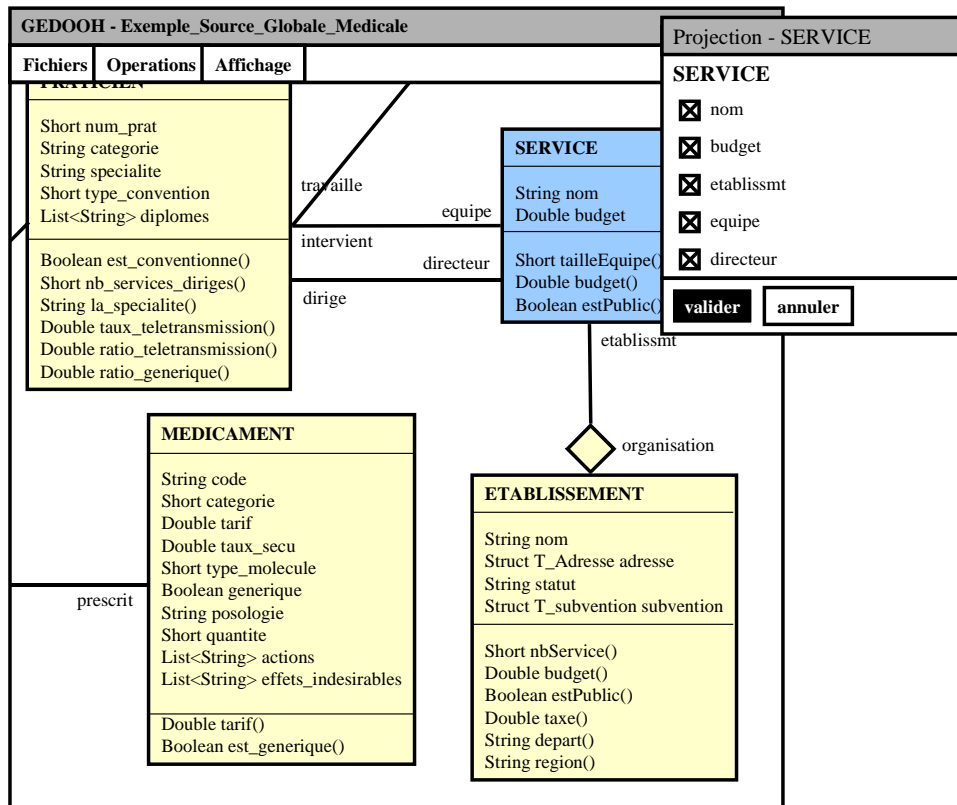 GEDOOH - Exemple_Source_Globale_Medicale
Fichiers Operations Affichage
PRATICIEN
Short num_prat
String categorie
String specialite
Short type_convention
List<String> diplomes
Boolean est_conventionne()
Short nb_services_diriges()
String la_specialite()
Double taux_teletransmission()
Double ratio_teletransmission()
Double ratio_generique()
travaille
equipe
intervient
directeur
dirige
SERVICE
String nom
Double budget
Short tailleEquipe()
Double budget()
Boolean estPublic()
Projection - SERVICE
SERVICE
nom
budget
etablissmt
equipe
directeur
valider annuler
etablissmt
organisation
MEDICAMENT
String code
Short categorie
Double tarif
Double taux_secu
Short type_molecule
Boolean generique
String posologie
Short quantite
List<String> actions
List<String> effets_indesirables
Double tarif()
Boolean est_generique()
prescrit
ETABLISSEMENT
String nom
Struct T_Adresse adresse
String statut
Struct T_subvention subvention
Short nbService()
Double budget()
Boolean estPublic()
Double taxe()
String depart()
String region()